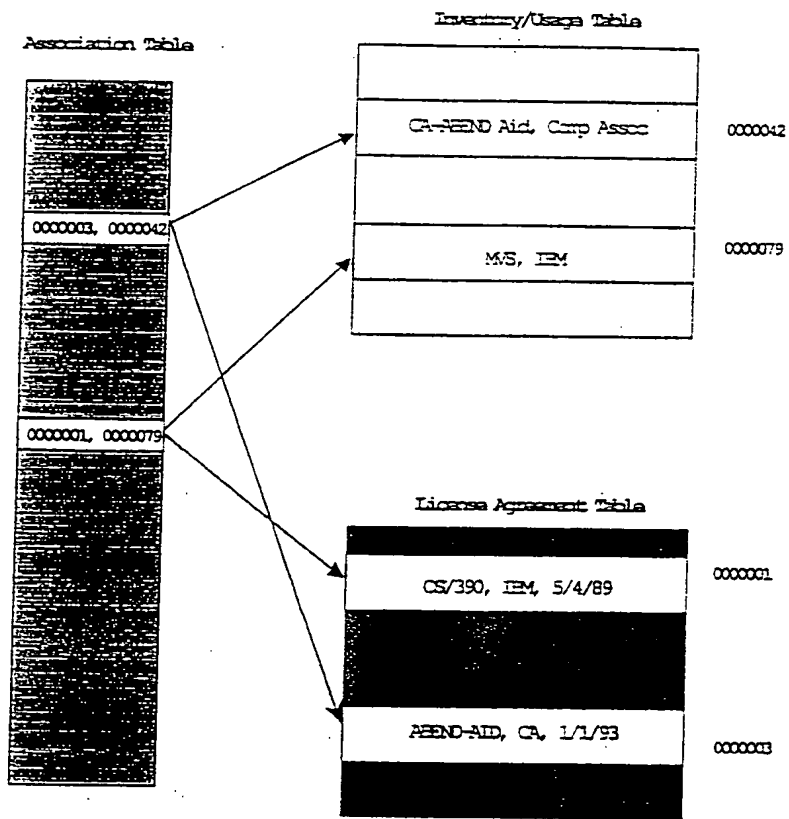 Association Table
Inventory/Usage Table
CA-ABEND Aid, Comp Assoc
0000042
0000003, 0000042
MVS, IBM
0000079
0000001, 0000079
License Agreement Table
OS/390, IBM, 5/4/89
0000001
ABEND-AID, CA, 1/1/93
0000003